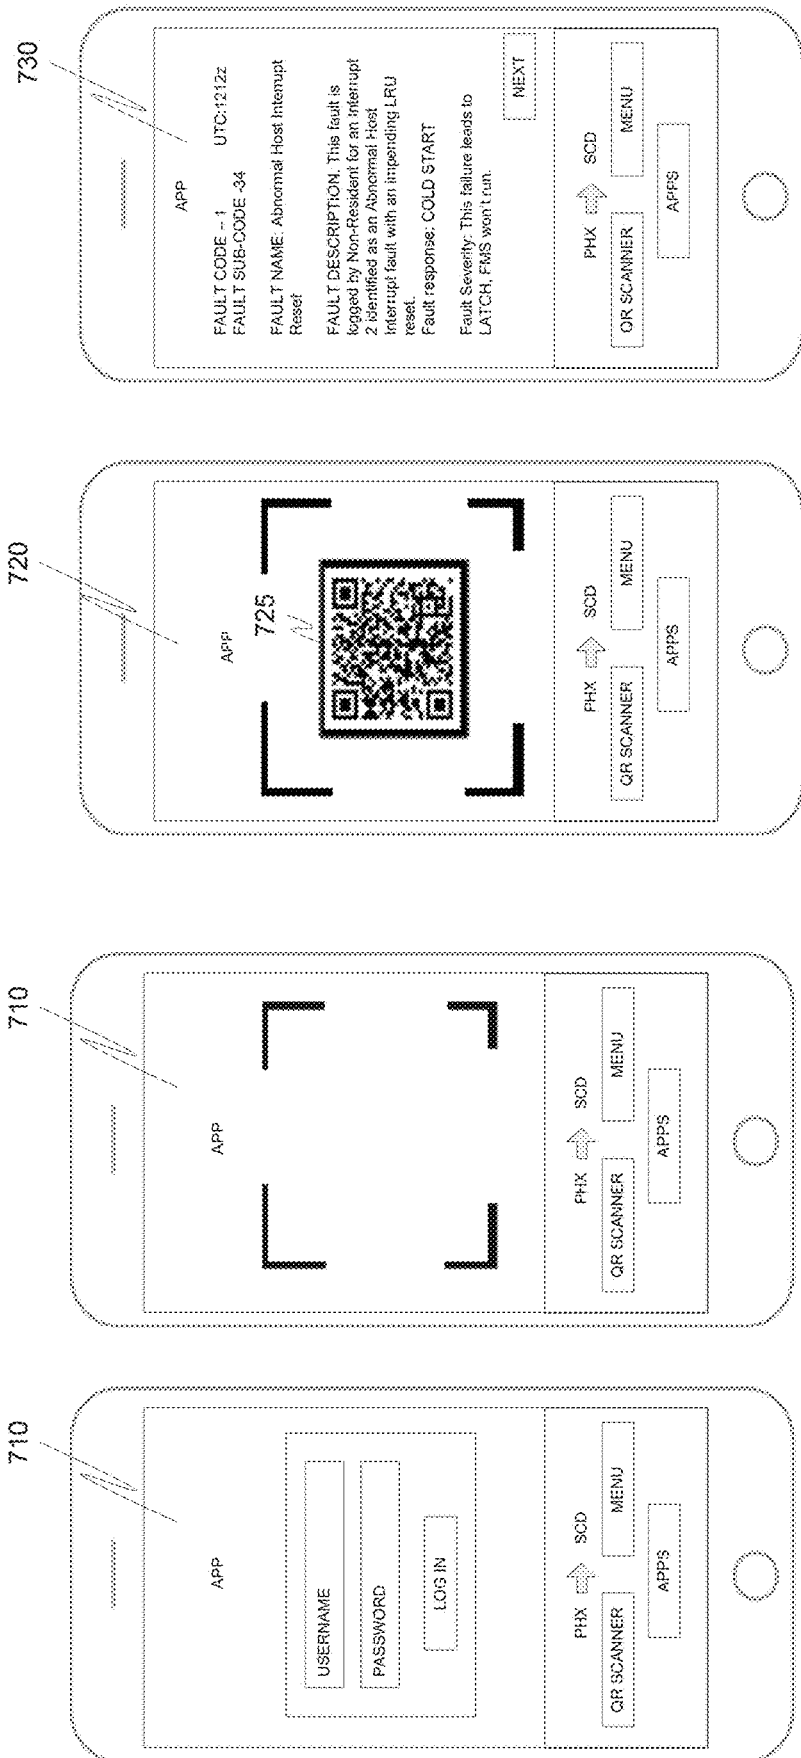 710
APP
USERNAME
PASSWORD
LOG IN
PHX SCD
QR SCANNER MENU
APPS
710
APP
PHX SCD
QR SCANNER MENU
APPS
720
APP
725
PHX SCD
QR SCANNER MENU
APPS
730
APP
FAULT CODE -- 1 UTC:1212z
FAULT SUB-CODE -34
FAULT NAME: Abnormal Host Interrupt
Reset
FAULT DESCRIPTION. This fault is
logged by Non-Resident for an Interrupt
2 identified as an Abnormal Host
Interrupt fault with an impending LRU
reset.
Fault response: COLD START
Fault Severity: This failure leads to
LATCH, FMS won't run.
NEXT
PHX SCD
QR SCANNER MENU
APPS